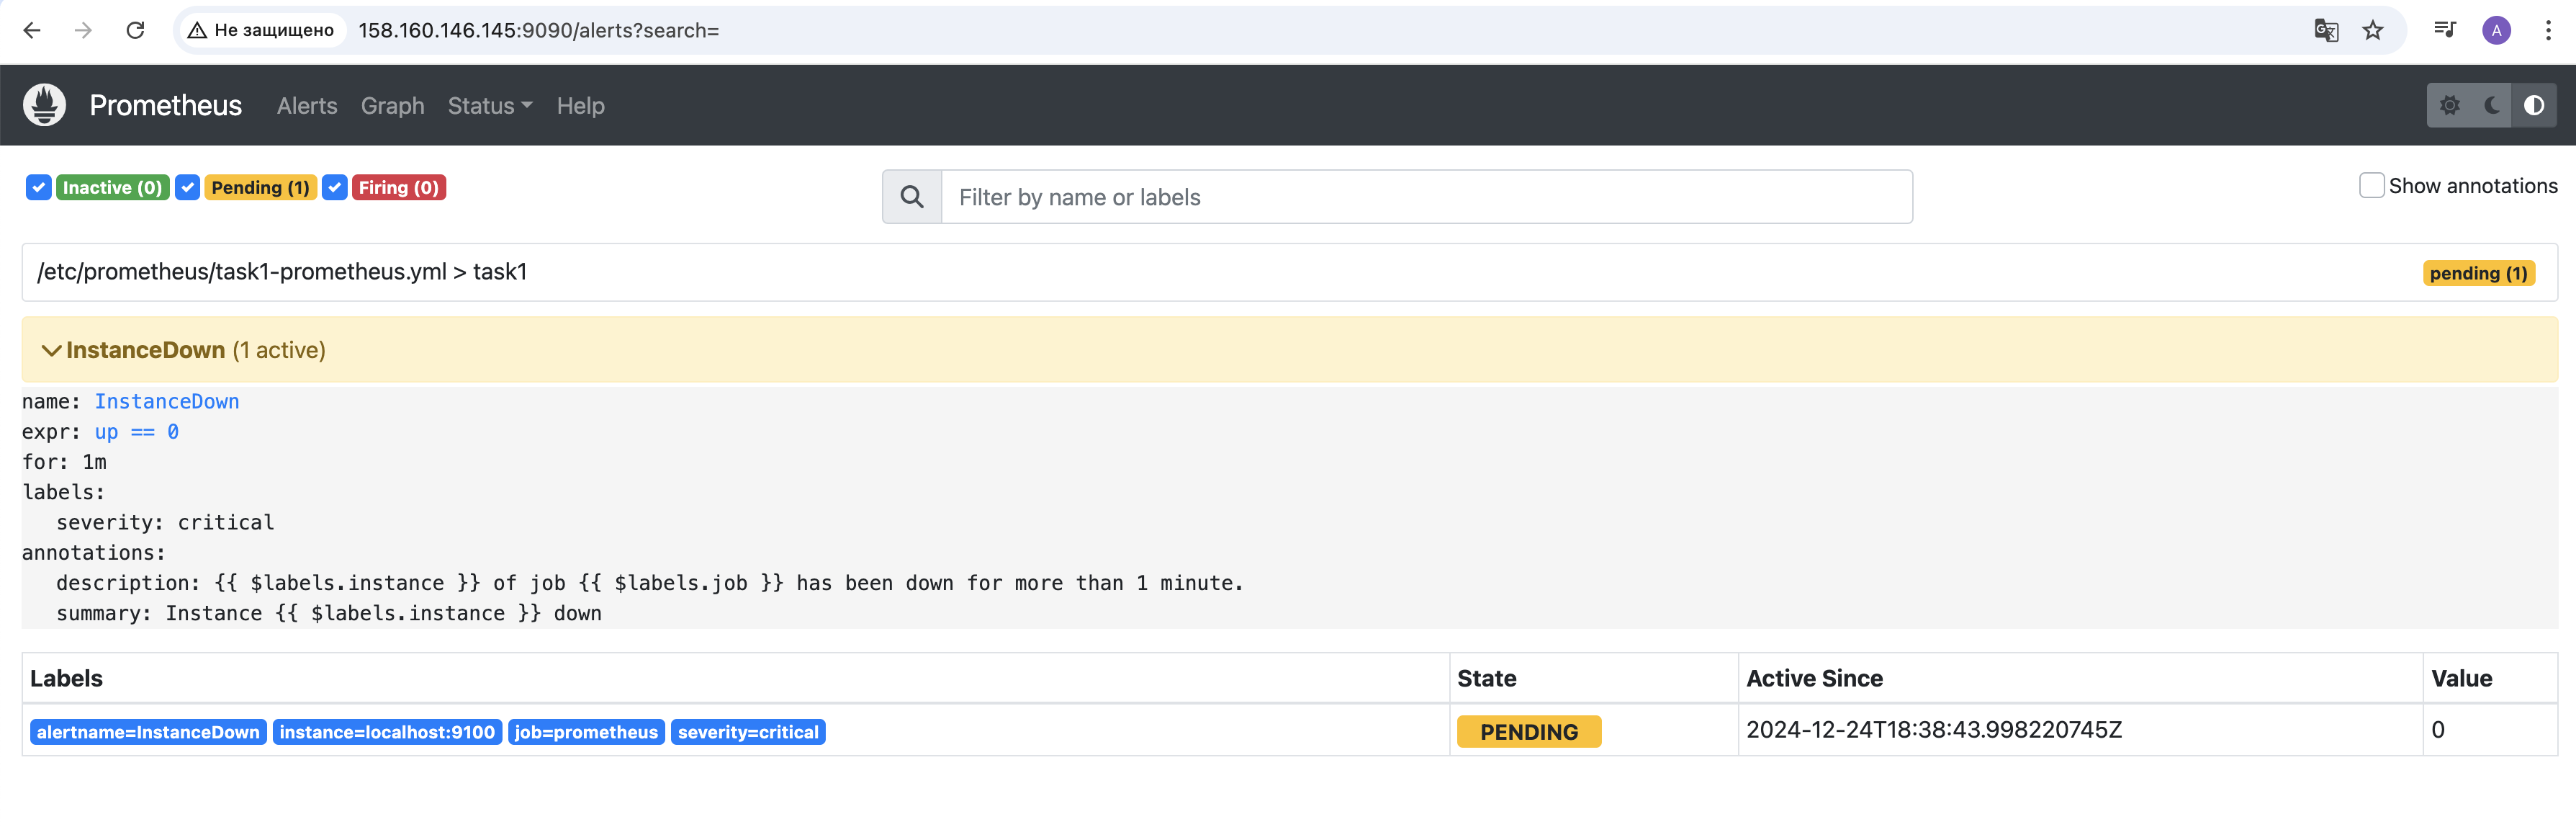 Не защищено 158.160.146.145:9090/alerts?search= A
Prometheus Alerts Graph Status Help
Inactive (0) Pending (1) Firing (0) Filter by name or labels Show annotations
/etc/prometheus/task1-prometheus.yml > task1 pending (1)
InstanceDown (1 active)
name: InstanceDown
expr: up == 0
for: 1m
labels:
severity: critical
annotations:
description: {{ $labels.instance }} of job {{ $labels.job }} has been down for more than 1 minute.
summary: Instance {{ $labels.instance }} down
Labels State Active Since Value
alertname=InstanceDown instance=localhost:9100 job=prometheus severity=critical PENDING 2024-12-24T18:38:43.998220745Z 0